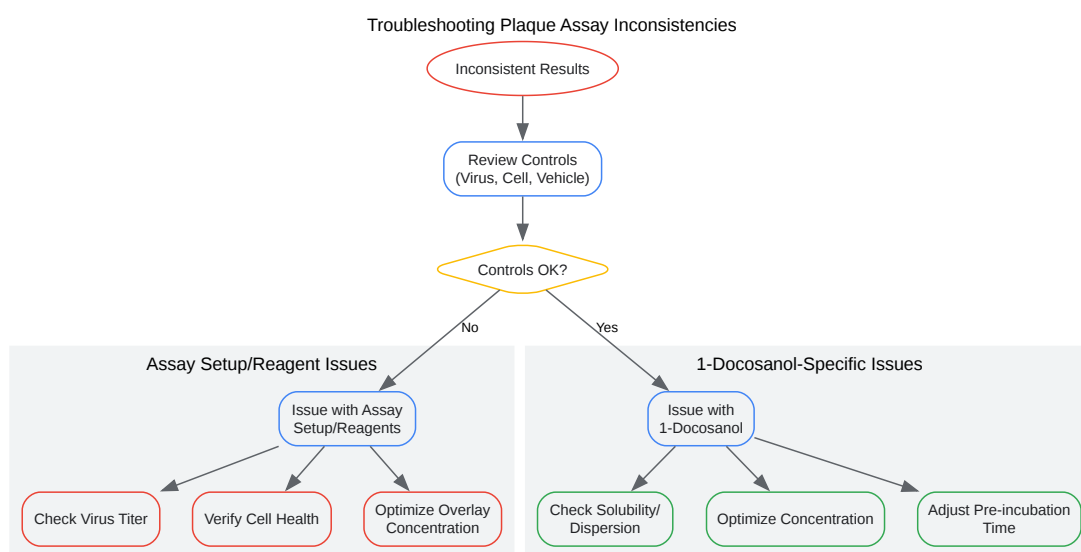 Troubleshooting Plaque Assay Inconsistencies
Inconsistent Results
Review Controls
(Virus, Cell, Vehicle)
Controls OK?
No
Yes
Assay Setup/Reagent Issues
Issue with Assay
Setup/Reagents
Check Virus Titer
Verify Cell Health
Optimize Overlay
Concentration
1-Docosanol-Specific Issues
Issue with
1-Docosanol
Check Solubility/
Dispersion
Optimize Concentration
Adjust Pre-incubation
Time